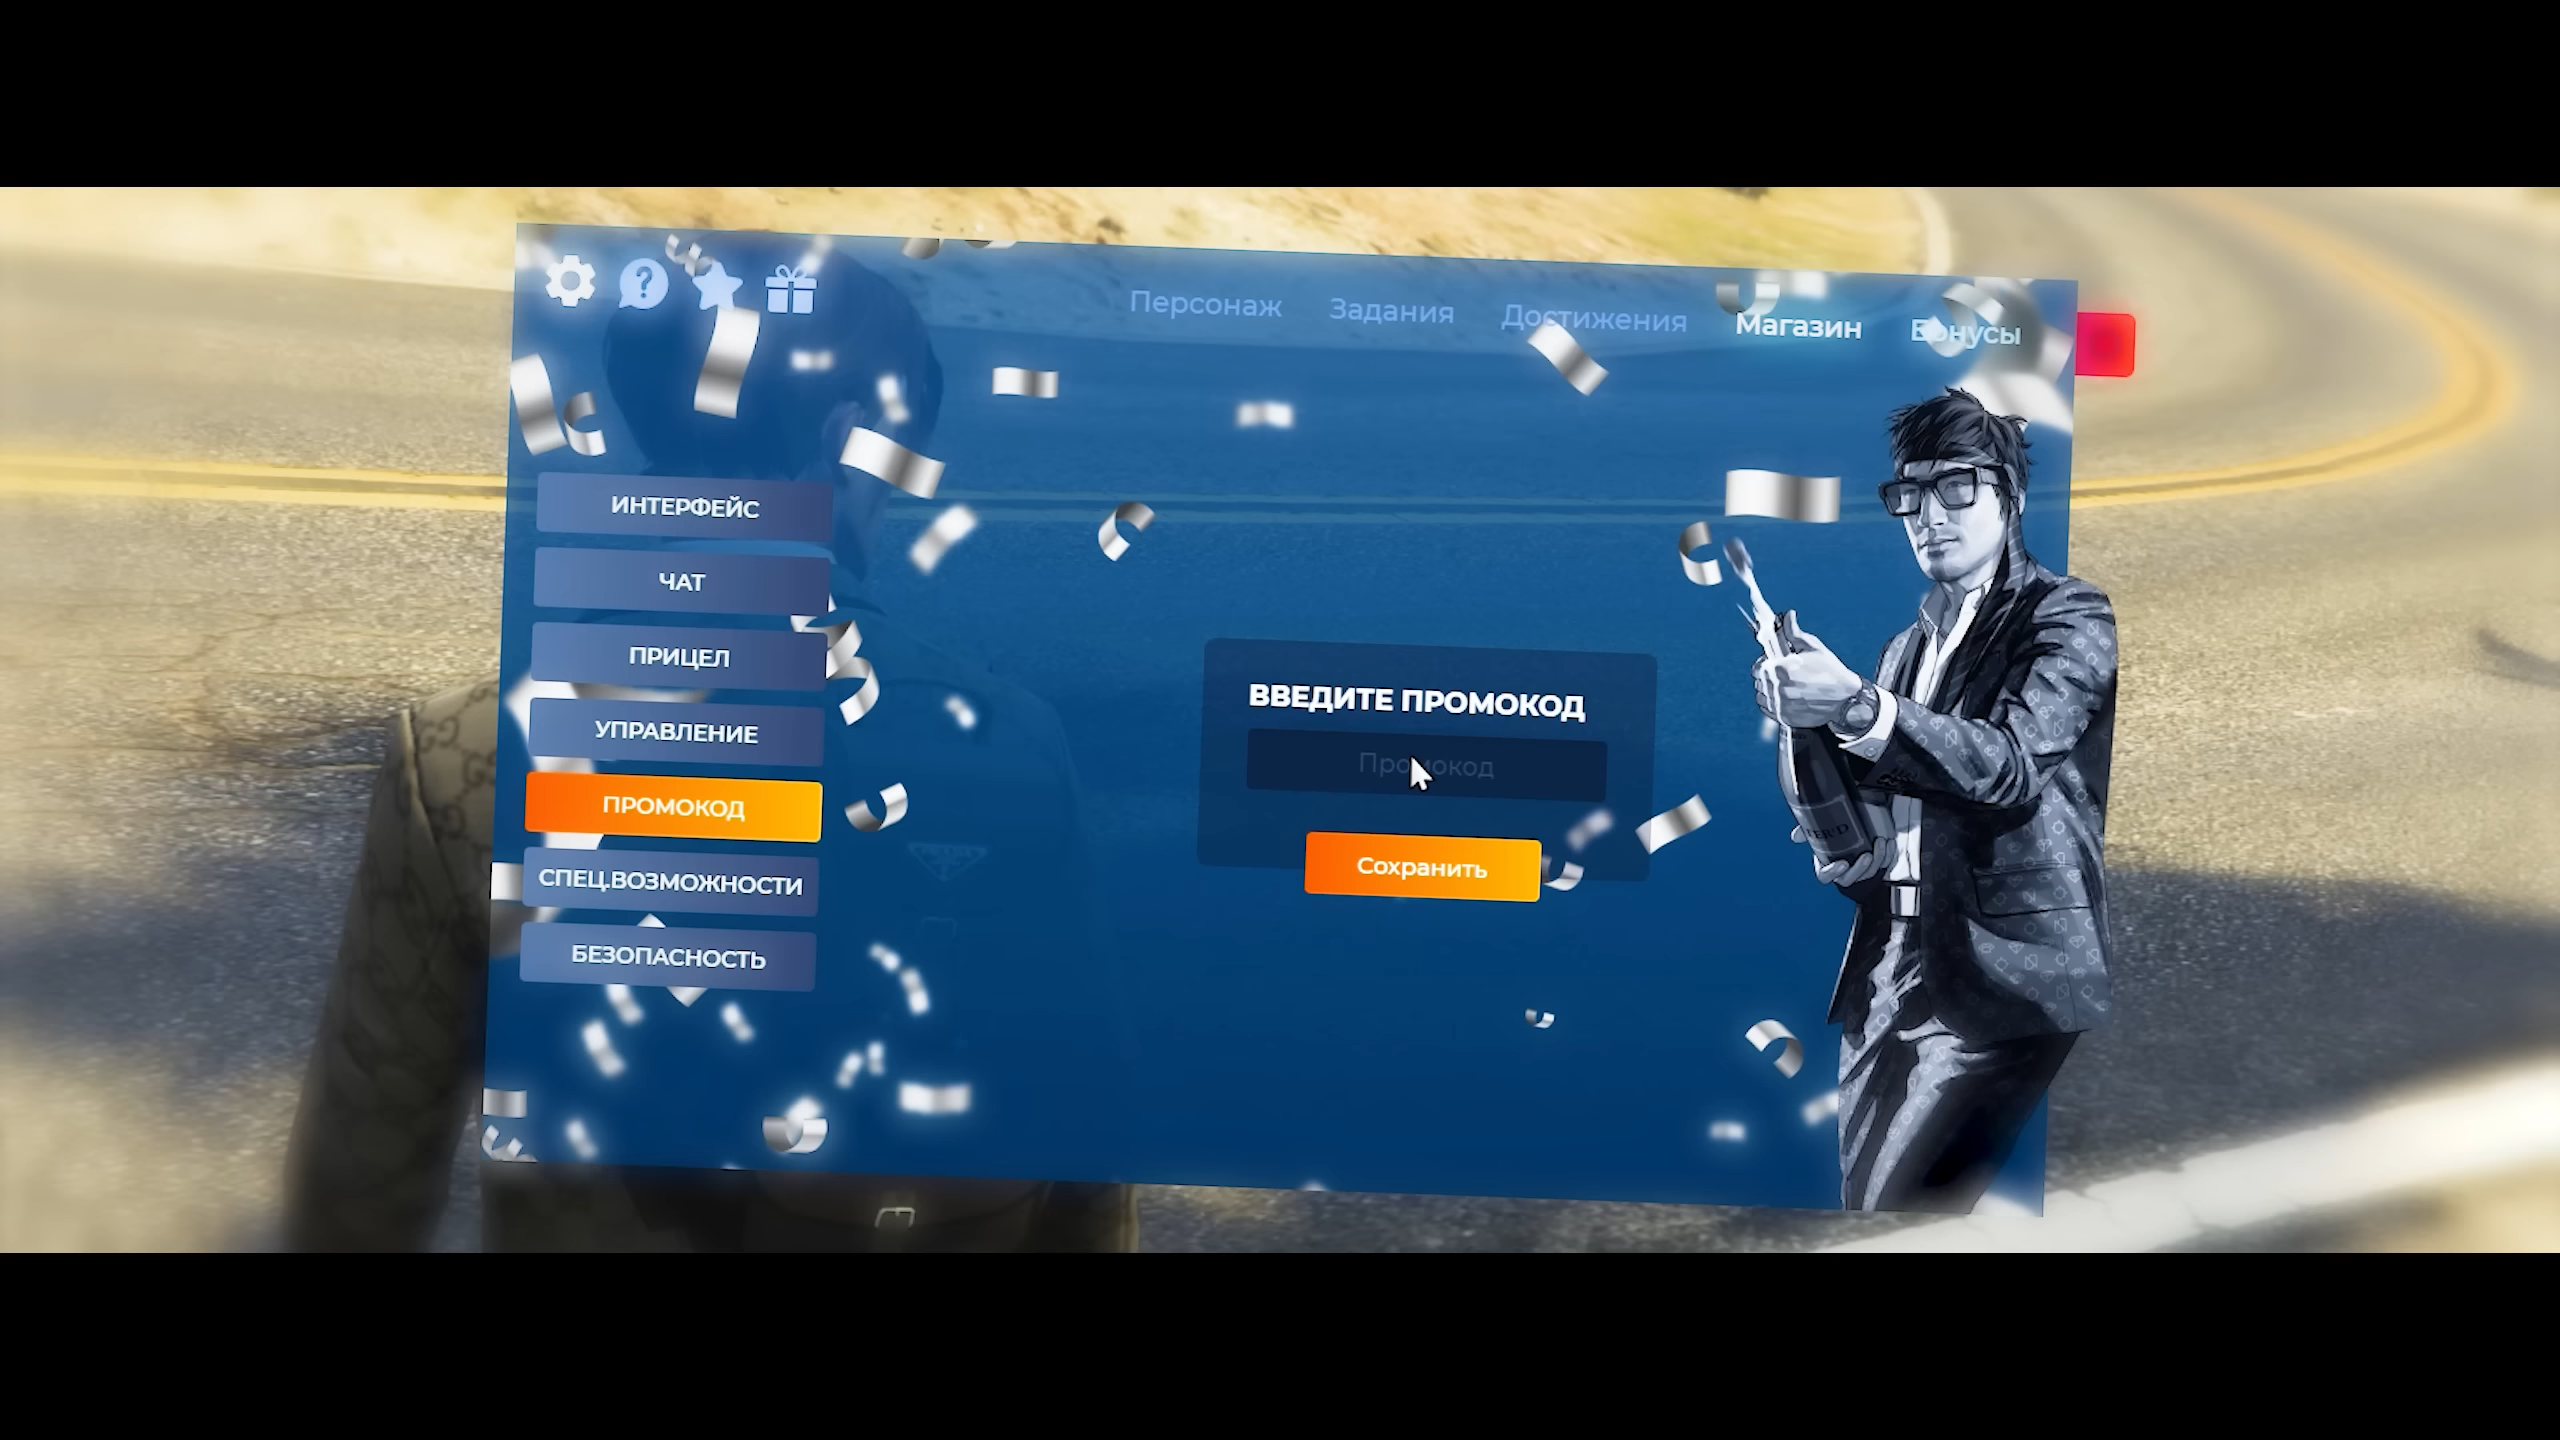 Персонаж
Задания
Достижения
Магазин
Бонусы
ИНТЕРФЕЙС
ЧАТ
ПРИЦЕЛ
УПРАВЛЕНИЕ
ПРОМОКОД
СПЕЦ.ВОЗМОЖНОСТИ
БЕЗОПАСНОСТЬ
ВВЕДИТЕ ПРОМОКОД
Промокод
Сохранить